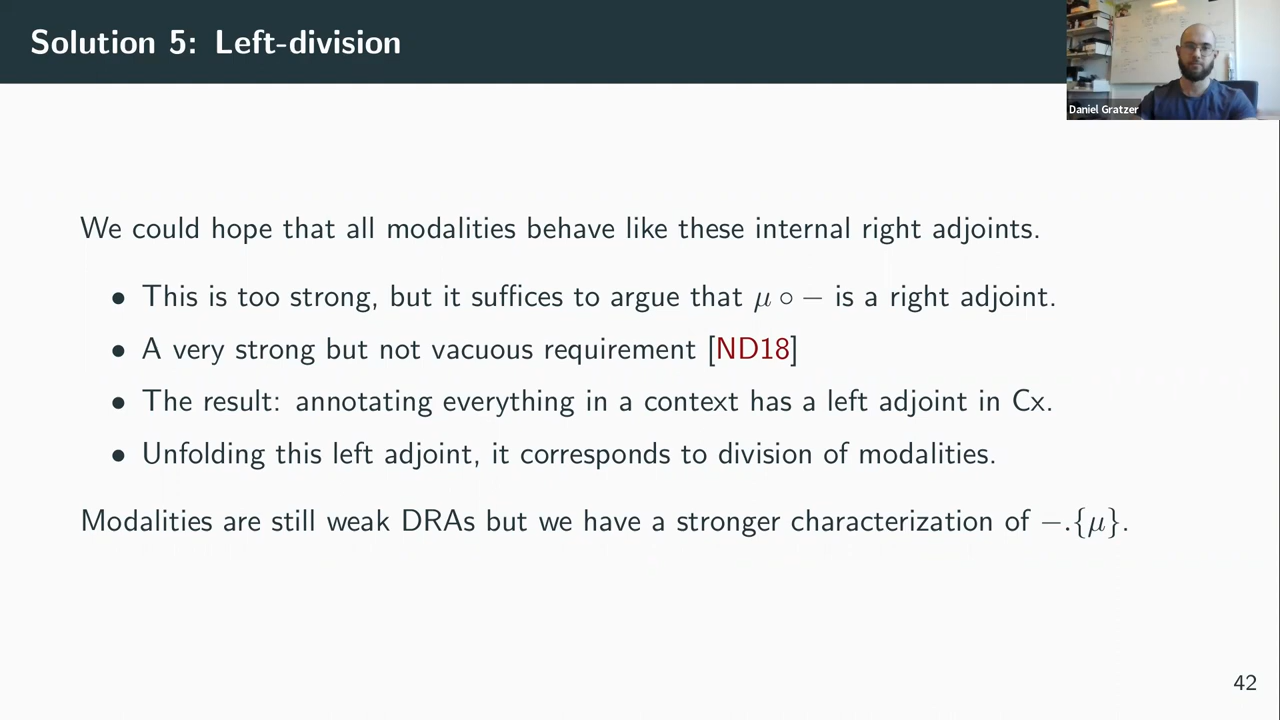 Solution 5: Left-division
Daniel Gratzer
We could hope that all modalities behave like these internal right adjoints.
• This is too strong, but it suffices to argue that μ ∘ − is a right adjoint.
• A very strong but not vacuous requirement [ND18]
• The result: annotating everything in a context has a left adjoint in Cx.
• Unfolding this left adjoint, it corresponds to division of modalities.
Modalities are still weak DRAs but we have a stronger characterization of −.{μ}.
42